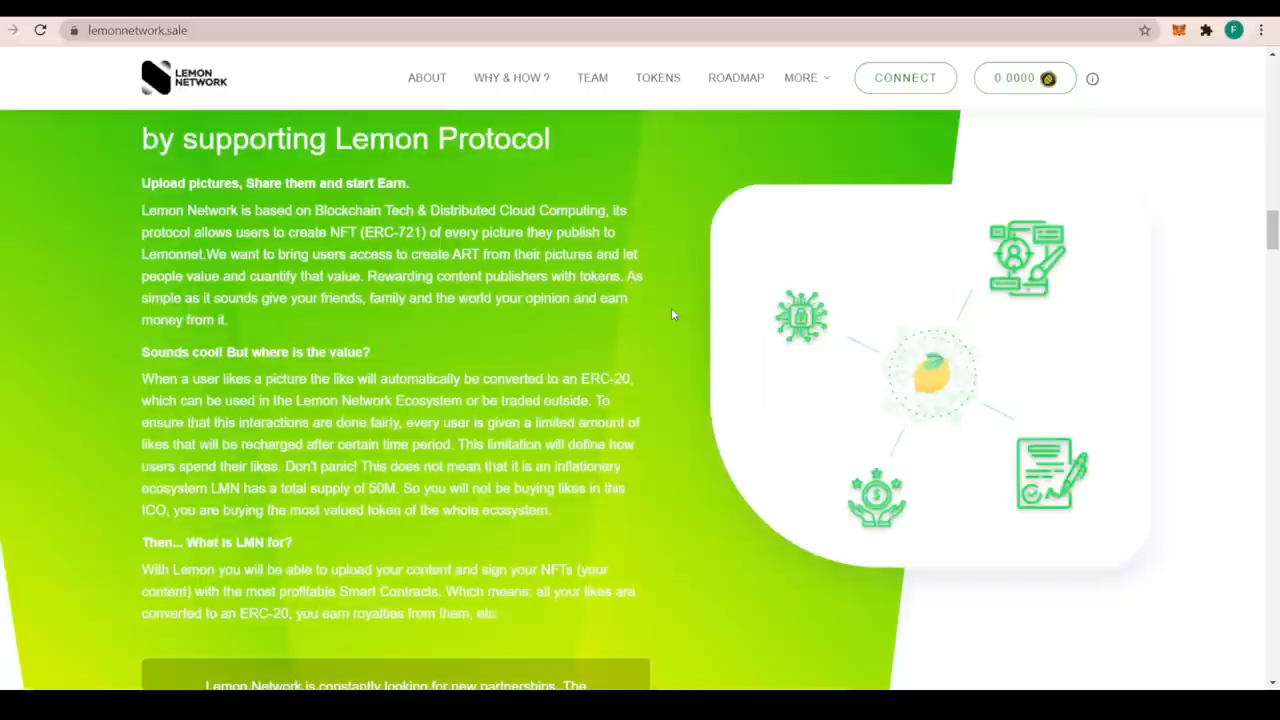 lemonnetwork.sale
F
LEMON
NETWORK
ABOUT WHY & HOW ? TEAM TOKENS ROADMAP MORE CONNECT 0.0000
by supporting Lemon Protocol
Upload pictures, Share them and start Earn.
Lemon Network is based on Blockchain Tech & Distributed Cloud Computing, its
protocol allows users to create NFT (ERC-721) of every picture they publish to
Lemonnet.We want to bring users access to create ART from their pictures and let
people value and cuantify that value. Rewarding content publishers with tokens. As
simple as it sounds give your friends, family and the world your opinion and earn
money from it.
Sounds cool! But where is the value?
When a user likes a picture the like will automatically be converted to an ERC-20,
which can be used in the Lemon Network Ecosystem or be traded outside. To
ensure that this interactions are done fairly, every user is given a limited amount of
likes that will be recharged after certain time period. This limitation will define how
users spend their likes. Don't panic! This does not mean that it is an inflationary
ecosystem LMN has a total supply of 50M. So you will not be buying likes in this
ICO, you are buying the most valued token of the whole ecosystem.
Then... What is LMN for?
With Lemon you will be able to upload your content and sign your NFTs (your
content) with the most profitable Smart Contracts. Which means: all your likes are
converted to an ERC-20, you earn royalties from them, etc
Lemon Network is constantly looking for new partnerships. The